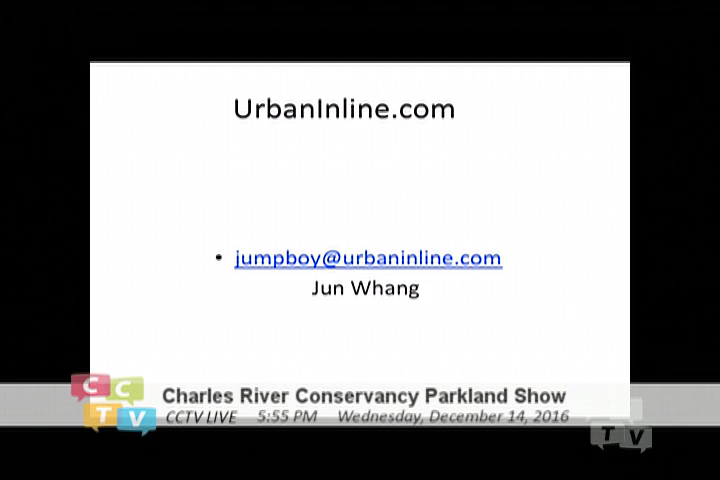 UrbanInline.com
• jumpboy@urbaninline.com
Jun Whang
CCTV
Charles River Conservancy Parkland Show
CCTV LIVE 5:55 PM Wednesday, December 14, 2016
TV